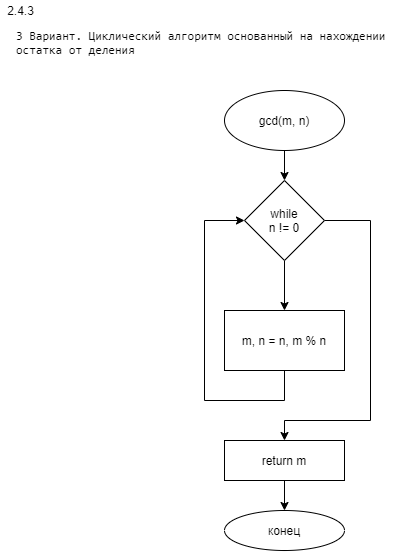 2.4.3
3 Вариант. Циклический алгоритм основанный на нахождении
остатка от деления
gcd(m, n)
while
n != 0
m, n = n, m % n
return m
конец